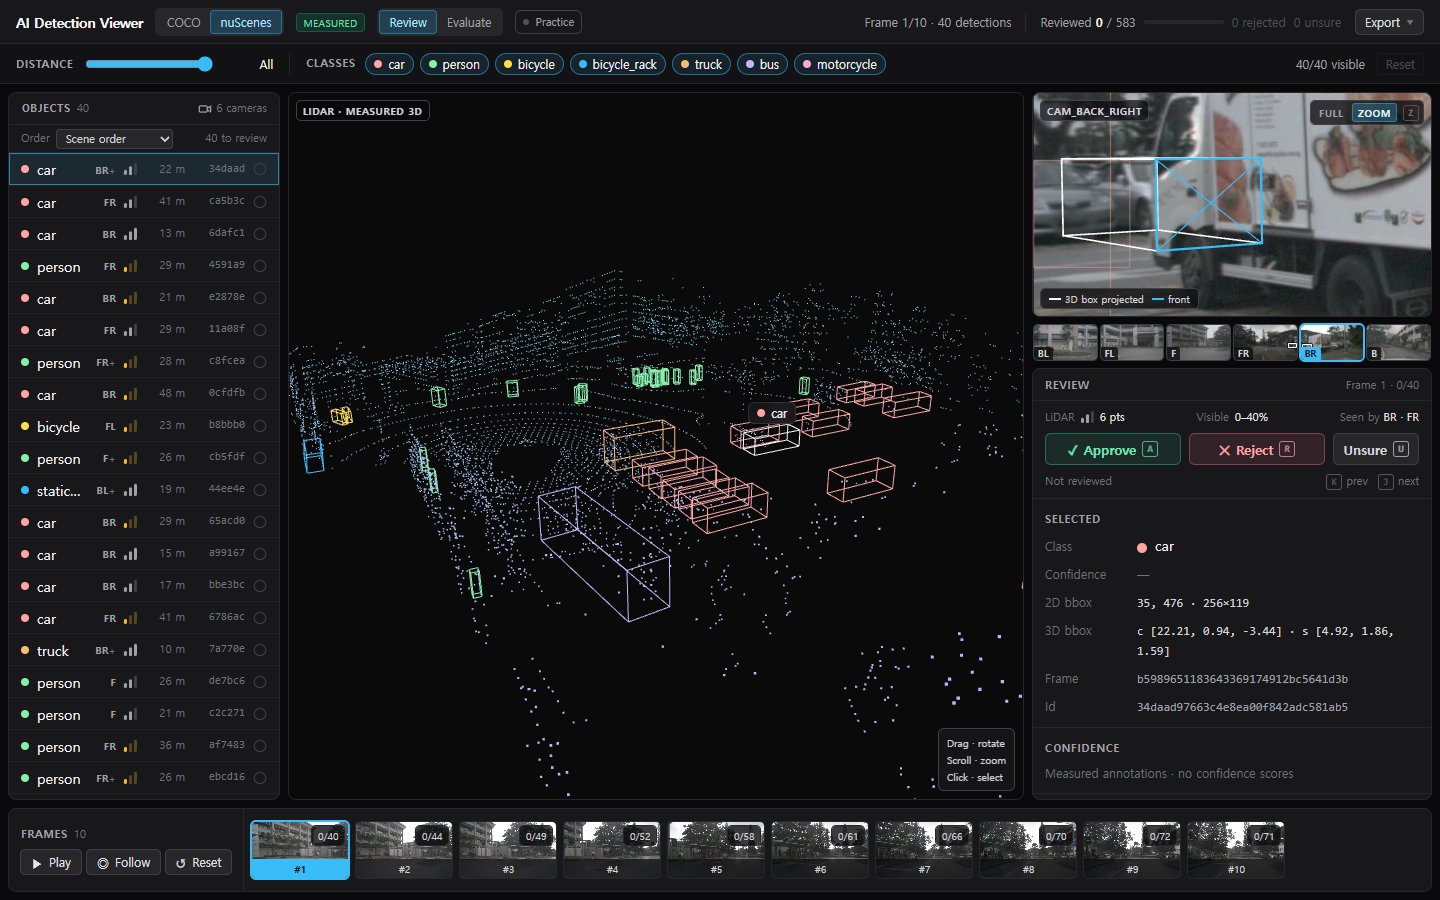 AI Detection Viewer COCO nuScenes MEASURED Review Evaluate Practice Frame 1/10 · 40 detections Reviewed 0 / 583 0 rejected 0 unsure Export
DISTANCE All CLASSES car person bicycle bicycle_rack truck bus motorcycle 40/40 visible Reset
OBJECTS 40 6 cameras
Order Scene order 40 to review
car BR+ 22 m 34daad
car FR 41 m ca5b3c
car BR 13 m 6dafc1
person FR 29 m 4591a9
car BR 21 m e2878e
car FR 29 m 11a08f
person FR+ 28 m c8fcea
car BR 48 m 0cfdfb
bicycle FL 23 m b8bbb0
person F+ 26 m cb5fdf
static... BL+ 19 m 44ee4e
car BR 29 m 65acd0
car BR 15 m a99167
car BR 17 m bbe3bc
car FR 41 m 6786ac
truck BR+ 10 m 7a770e
person F 26 m de7bc6
person F 21 m c2c271
person FR 36 m af7483
person FR+ 26 m ebcd16
LIDAR · MEASURED 3D
car
Drag · rotate
Scroll · zoom
Click · select
CAM_BACK_RIGHT FULL ZOOM Z
3D box projected front
BL FL F FR BR B
REVIEW Frame 1 · 0/40
LiDAR 6 pts Visible 0–40% Seen by BR · FR
✓ Approve A ✕ Reject R Unsure U
Not reviewed K prev J next
SELECTED
Class car
Confidence —
2D bbox 35, 476 · 256×119
3D bbox c [22.21, 0.94, -3.44] · s [4.92, 1.86,
1.59]
Frame b5989651183643369174912bc5641d3b
Id 34daad97663c4e8ea00f842adc581ab5
CONFIDENCE
Measured annotations · no confidence scores
FRAMES 10
Play Follow Reset
0/40 0/44 0/49 0/52 0/58 0/61 0/66 0/70 0/72 0/71
#1 #2 #3 #4 #5 #6 #7 #8 #9 #10